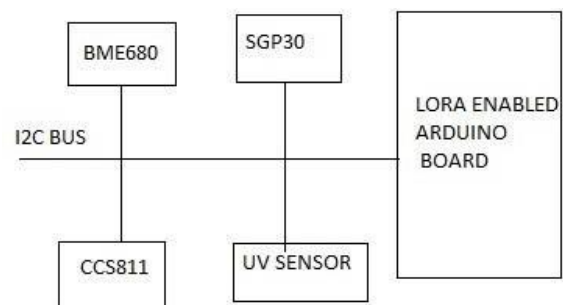 BME680
SGP30
LORA ENABLED
ARDUINO
BOARD
I2C BUS
CCS811
UV SENSOR